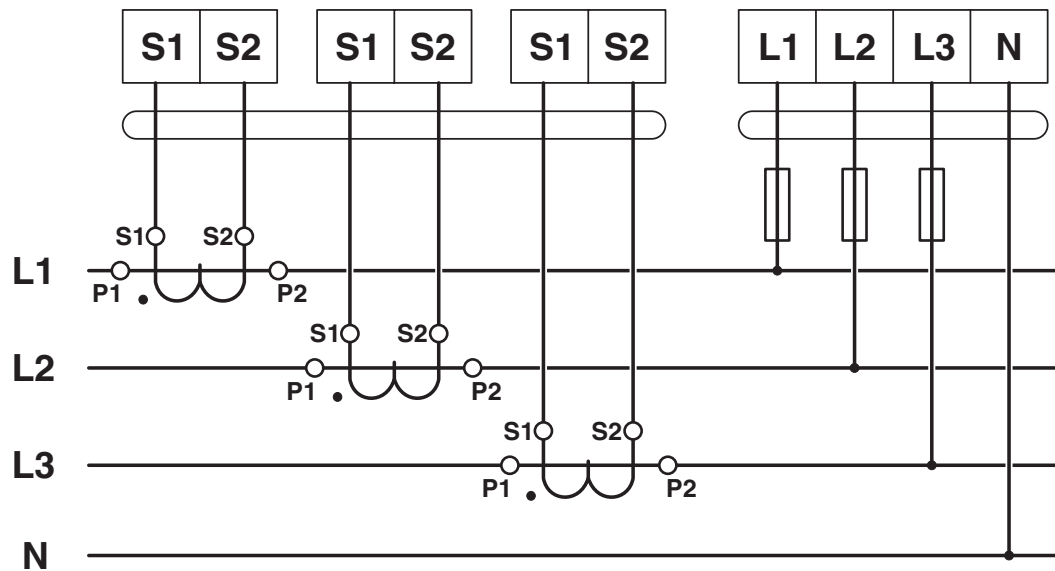 S1 S2 S1 S2 S1 S2 L1 L2 L3 N
S1 S2
L1
P1 P2
S1 S2
L2
P1 P2
S1 S2
L3
P1 P2
N